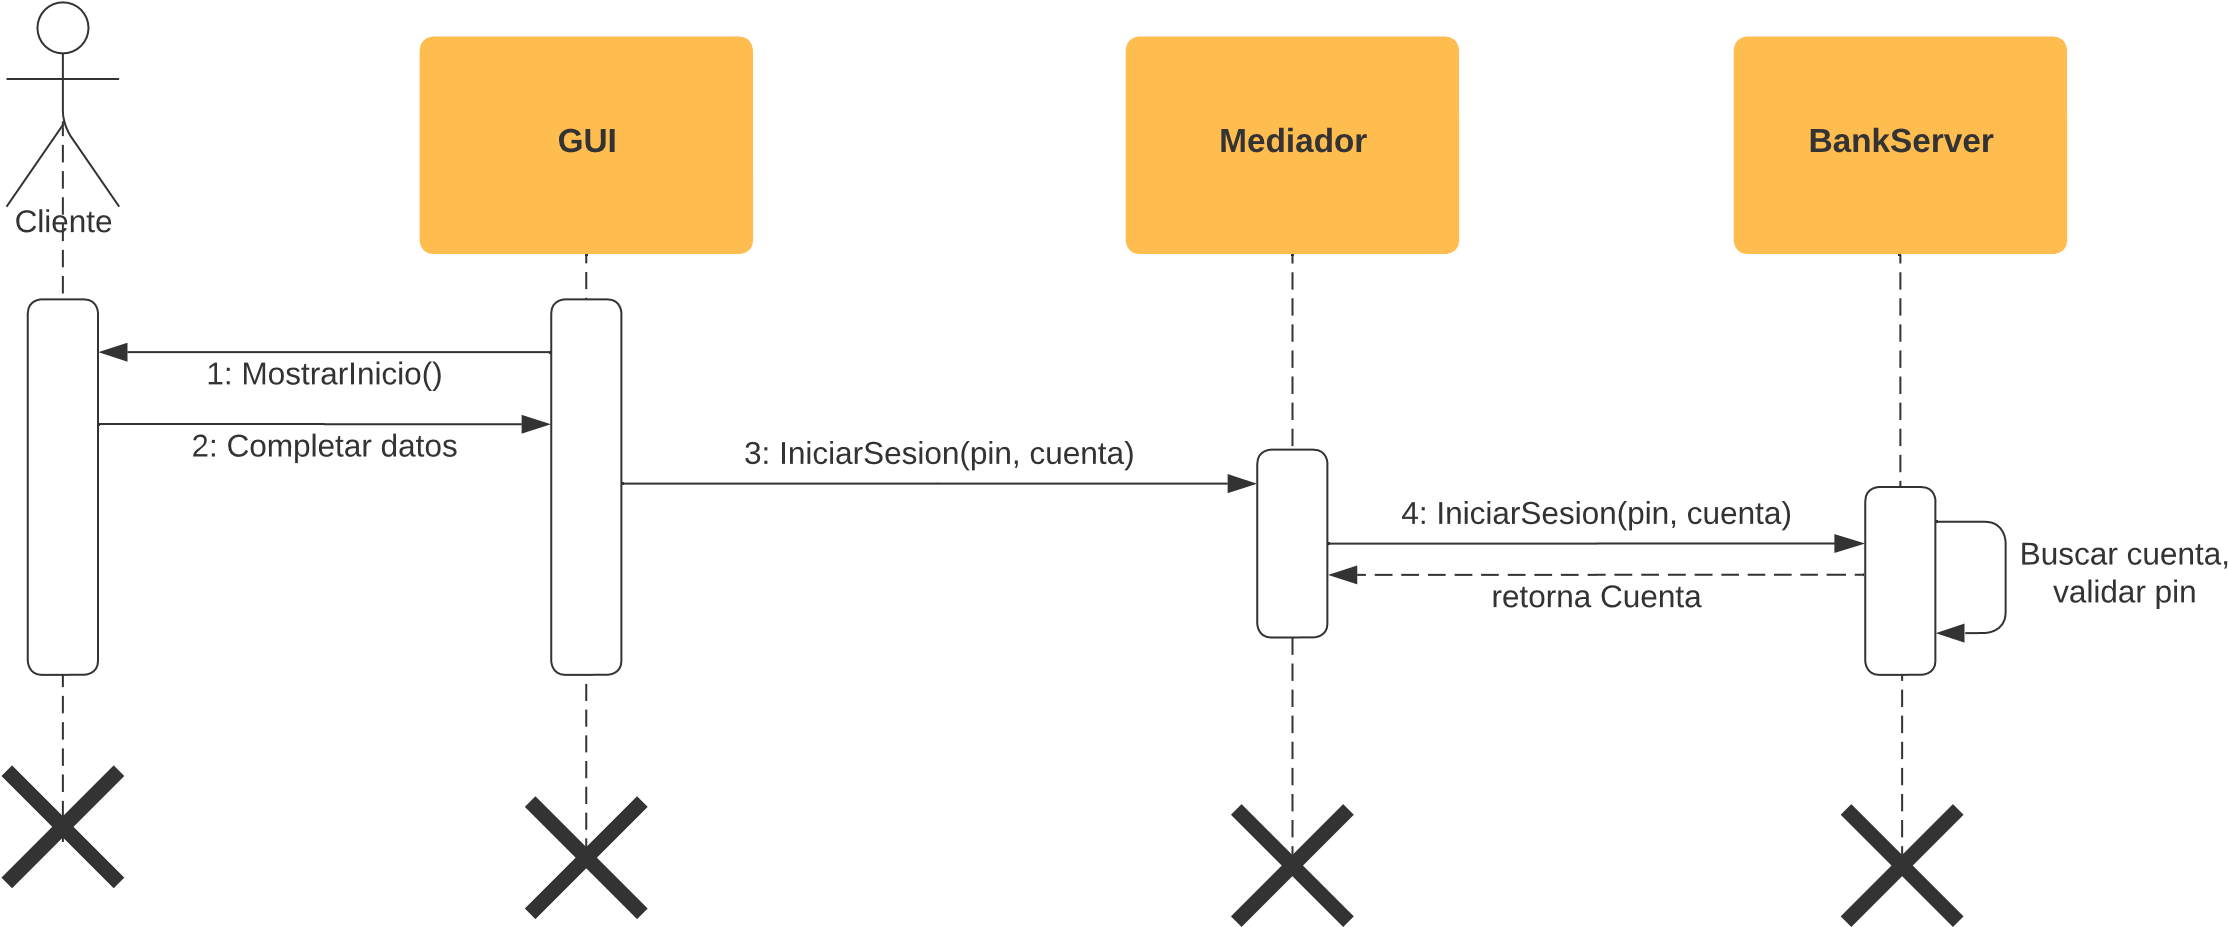 Cliente
GUI
Mediador
BankServer
1: MostrarInicio()
2: Completar datos
3: IniciarSesion(pin, cuenta)
4: IniciarSesion(pin, cuenta)
retorna Cuenta
Buscar cuenta,
validar pin